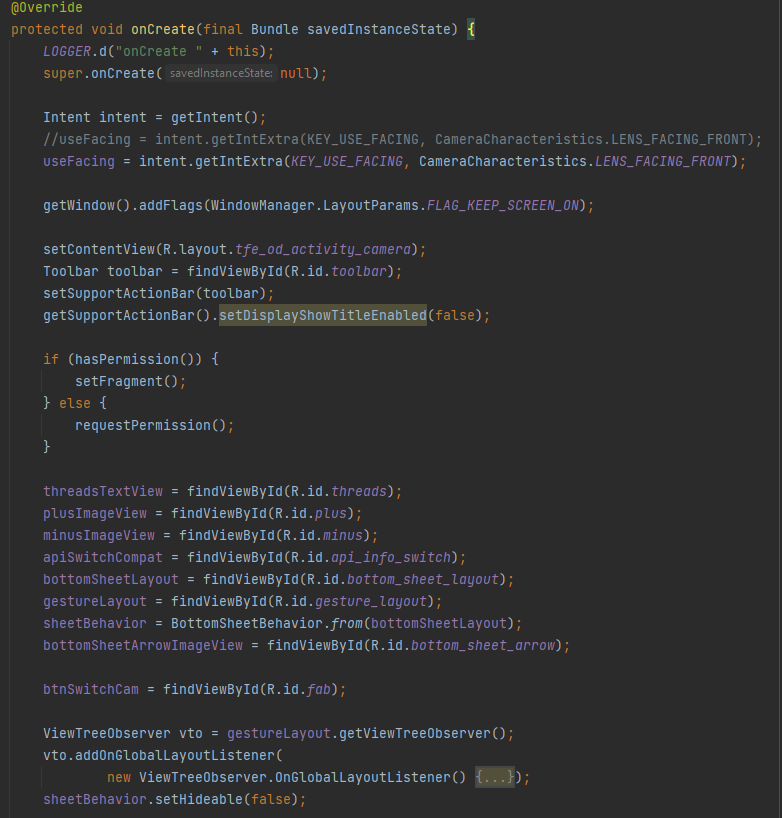 @Override
protected void onCreate(final Bundle savedInstanceState) {
LOGGER.d("onCreate " + this);
super.onCreate( savedInstanceState: null);
Intent intent = getIntent();
//useFacing = intent.getIntExtra(KEY_USE_FACING, CameraCharacteristics.LENS_FACING_FRONT);
useFacing = intent.getIntExtra(KEY_USE_FACING, CameraCharacteristics.LENS_FACING_FRONT);
getWindow().addFlags(WindowManager.LayoutParams.FLAG_KEEP_SCREEN_ON);
setContentView(R.layout.tfe_od_activity_camera);
Toolbar toolbar = findViewById(R.id.toolbar);
setSupportActionBar(toolbar);
getSupportActionBar().setDisplayShowTitleEnabled(false);
if (hasPermission()) {
setFragment();
} else {
requestPermission();
}
threadsTextView = findViewById(R.id.threads);
plusImageView = findViewById(R.id.plus);
minusImageView = findViewById(R.id.minus);
apiSwitchCompat = findViewById(R.id.api_info_switch);
bottomSheetLayout = findViewById(R.id.bottom_sheet_layout);
gestureLayout = findViewById(R.id.gesture_layout);
sheetBehavior = BottomSheetBehavior.from(bottomSheetLayout);
bottomSheetArrowImageView = findViewById(R.id.bottom_sheet_arrow);
btnSwitchCam = findViewById(R.id.fab);
ViewTreeObserver vto = gestureLayout.getViewTreeObserver();
vto.addOnGlobalLayoutListener(
new ViewTreeObserver.OnGlobalLayoutListener() {...});
sheetBehavior.setHideable(false);